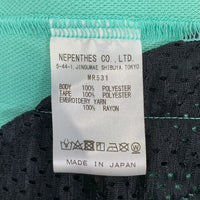 NEPENTHES CO.,LTD.
5-44-1,JINGUMAE SHIBUYA TOKYO
MR531
BODY 100% POLYESTER
TAPE 100% POLYESTER
EMBROIDERY YARN
100% RAYON
MADE IN JAPAN